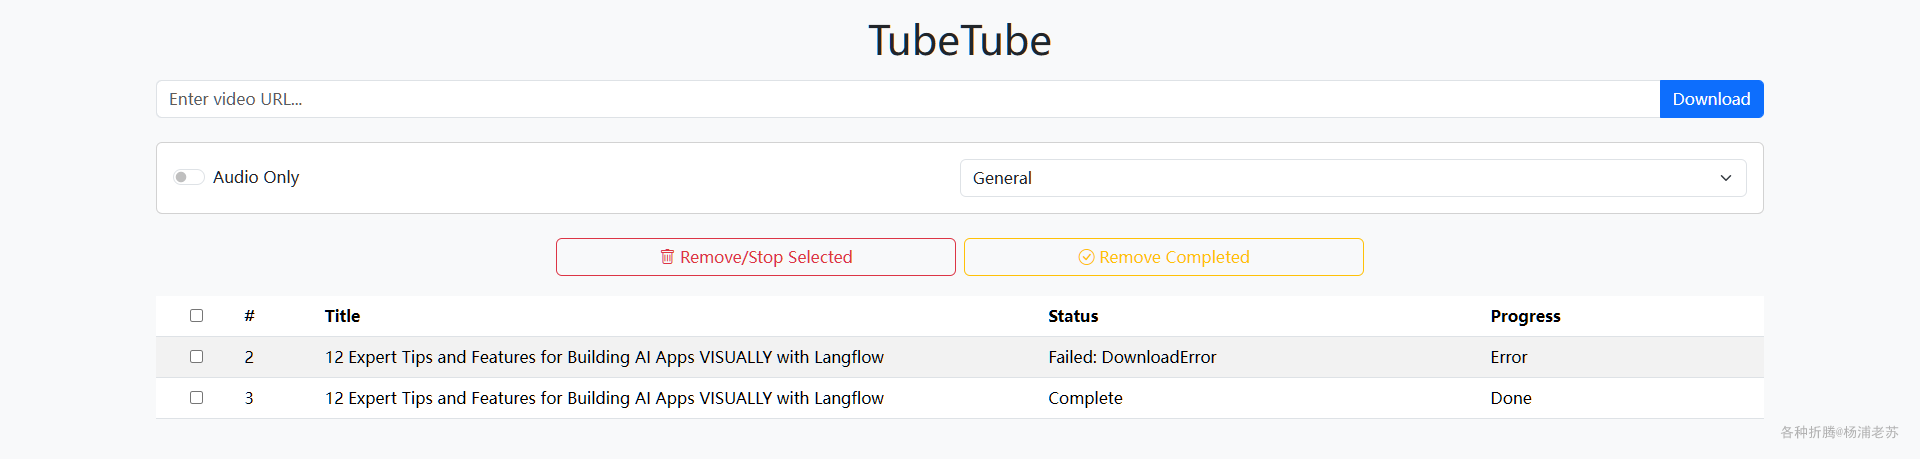 TubeTube
Enter video URL...
Download
Audio Only
General
Remove/Stop Selected
Remove Completed
# Title Status Progress
2 12 Expert Tips and Features for Building AI Apps VISUALLY with Langflow Failed: DownloadError Error
3 12 Expert Tips and Features for Building AI Apps VISUALLY with Langflow Complete Done
各种折腾@杨浦老苏